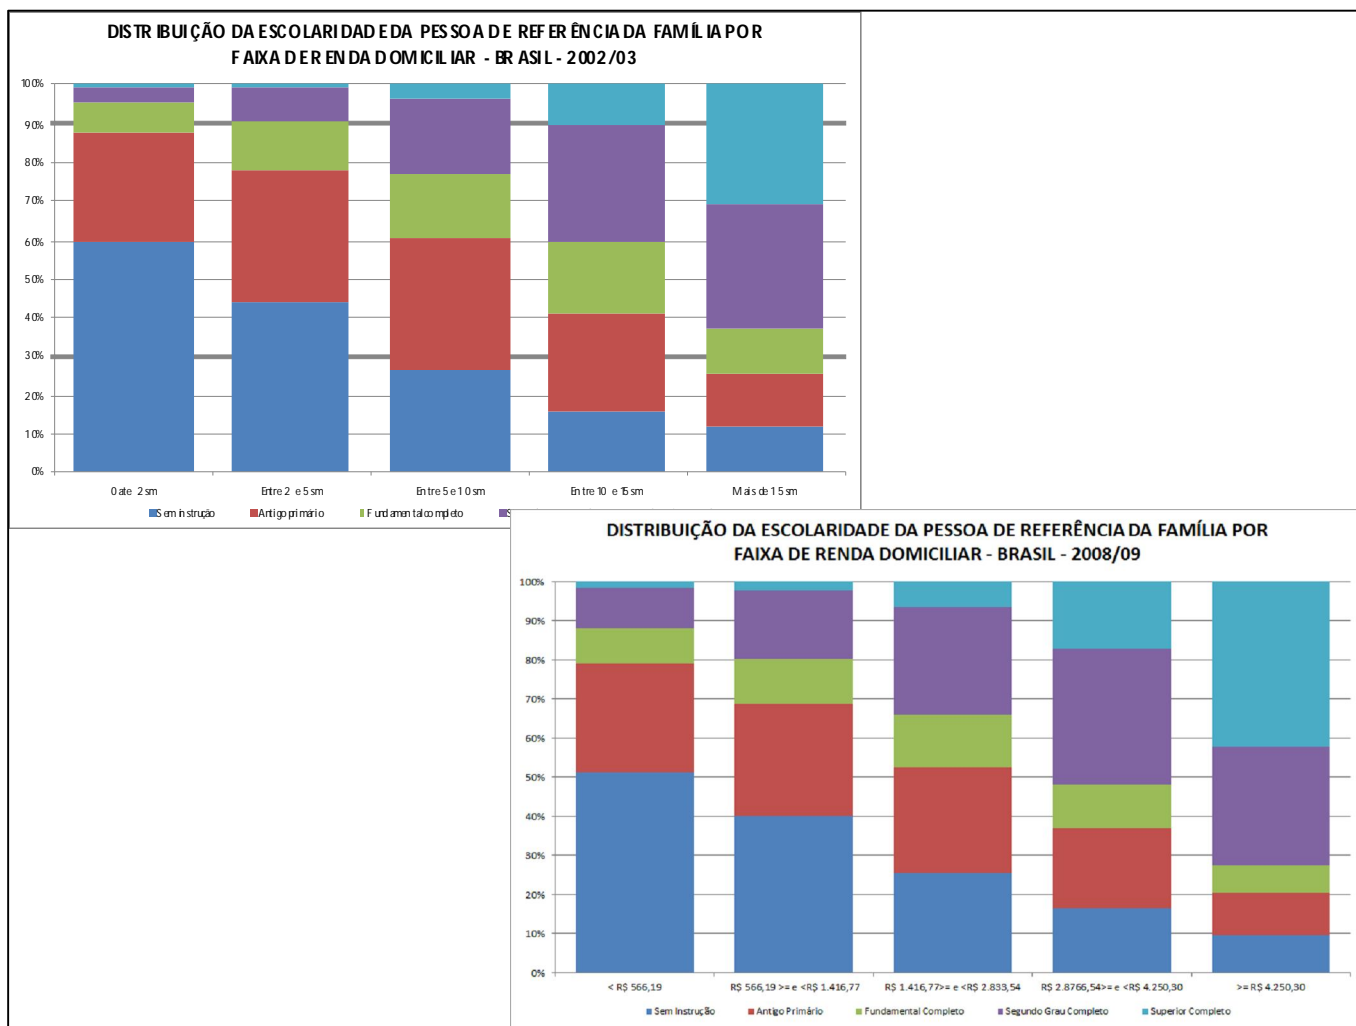 DISTRIBUIÇÃO DA ESCOLARIDADE DA PESSOA DE REFERÊNCIA DA FAMÍLIA POR
FAIXA DE RENDA DOMICILIAR - BRASIL - 2002/03
100%
90%
80%
70%
60%
50%
40%
30%
20%
10%
0%
0 ate 2 sm
Entre 2 e 5 sm
Entre 5 e 10 sm
Entre 10 e 15 sm
Mais de 15 sm
Sem instrução
Antigo primário
Fundamental completo
DISTRIBUIÇÃO DA ESCOLARIDADE DA PESSOA DE REFERÊNCIA DA FAMÍLIA POR
FAIXA DE RENDA DOMICILIAR - BRASIL - 2008/09
100%
90%
80%
70%
60%
50%
40%
30%
20%
10%
0%
< R$ 566,19
R$ 566,19 >= e <R$ 1.416,77
R$ 1.416,77>= e <R$ 2.833,54
R$ 2.8766,54>= e <R$ 4.250,30
>= R$ 4.250,30
Sem Instrução
Antigo Primário
Fundamental Completo
Segundo Grau Completo
Superior Completo